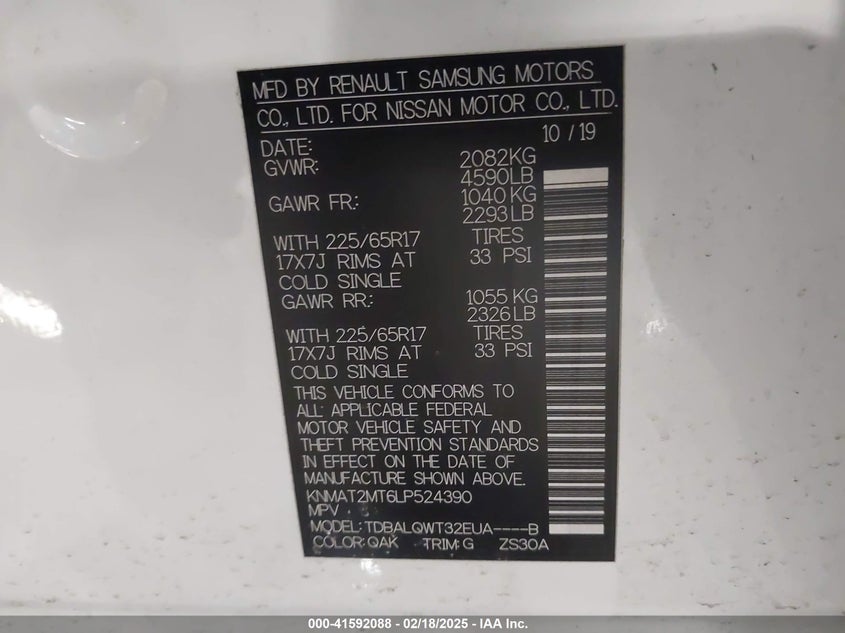 MFD BY RENAULT SAMSUNG MOTORS
CO., LTD. FOR NISSAN MOTOR CO., LTD.
DATE: 10 / 19
GVWR: 2082KG
4590LB
GAWR FR.: 1040 KG
2293 LB
WITH 225/65R17 TIRES
17X7J RIMS AT 33 PSI
COLD SINGLE
GAWR RR.: 1055 KG
2326 LB
WITH 225/65R17 TIRES
17X7J RIMS AT 33 PSI
COLD SINGLE
THIS VEHICLE CONFORMS TO
ALL APPLICABLE FEDERAL
MOTOR VEHICLE SAFETY AND
THEFT PREVENTION STANDARDS
IN EFFECT ON THE DATE OF
MANUFACTURE SHOWN ABOVE.
KNMAT2MT6LP524390
MPV
MODEL: TDBALQWT32EUA----B
COLOR: QAK TRIM: G ZS30A
000-41592088 - 02/18/2025 - IAA Inc.